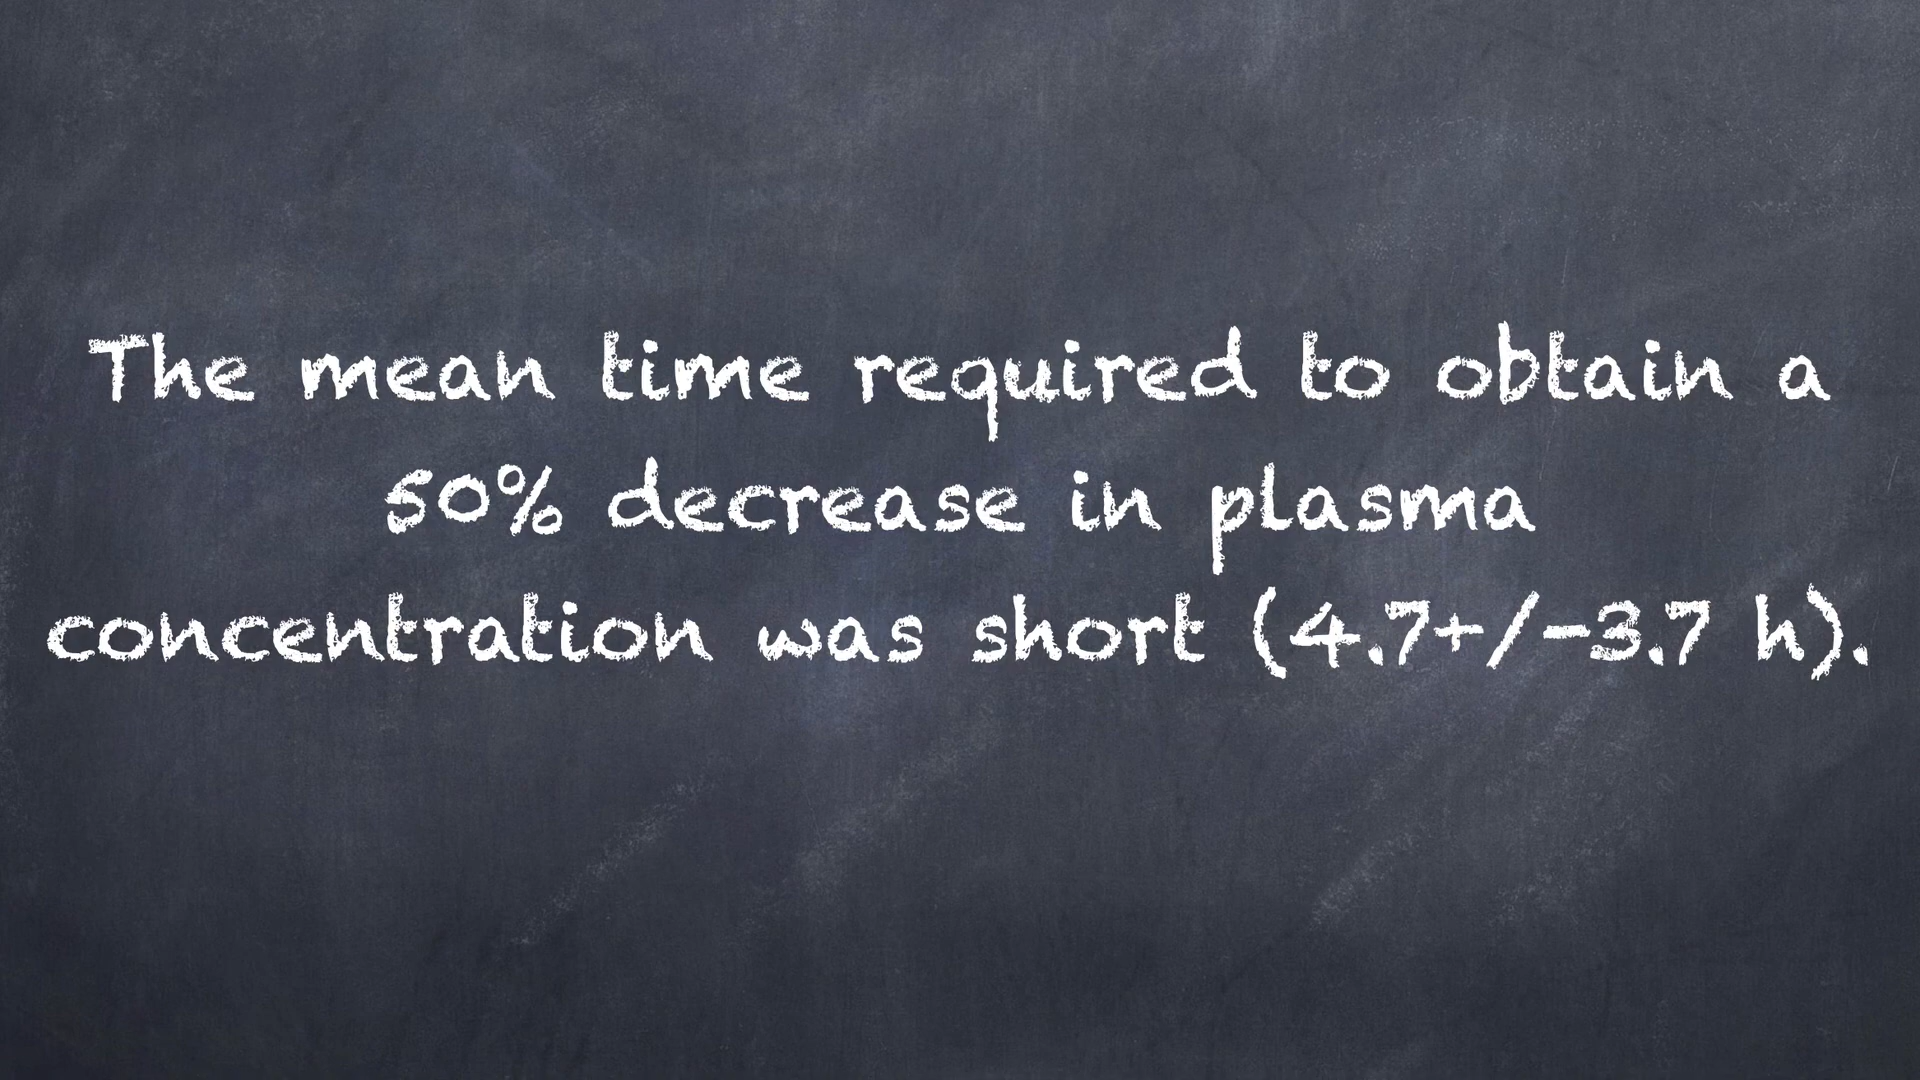 The mean time required to obtain a
50% decrease in plasma
concentration was short (4.7+/-3.7 h).